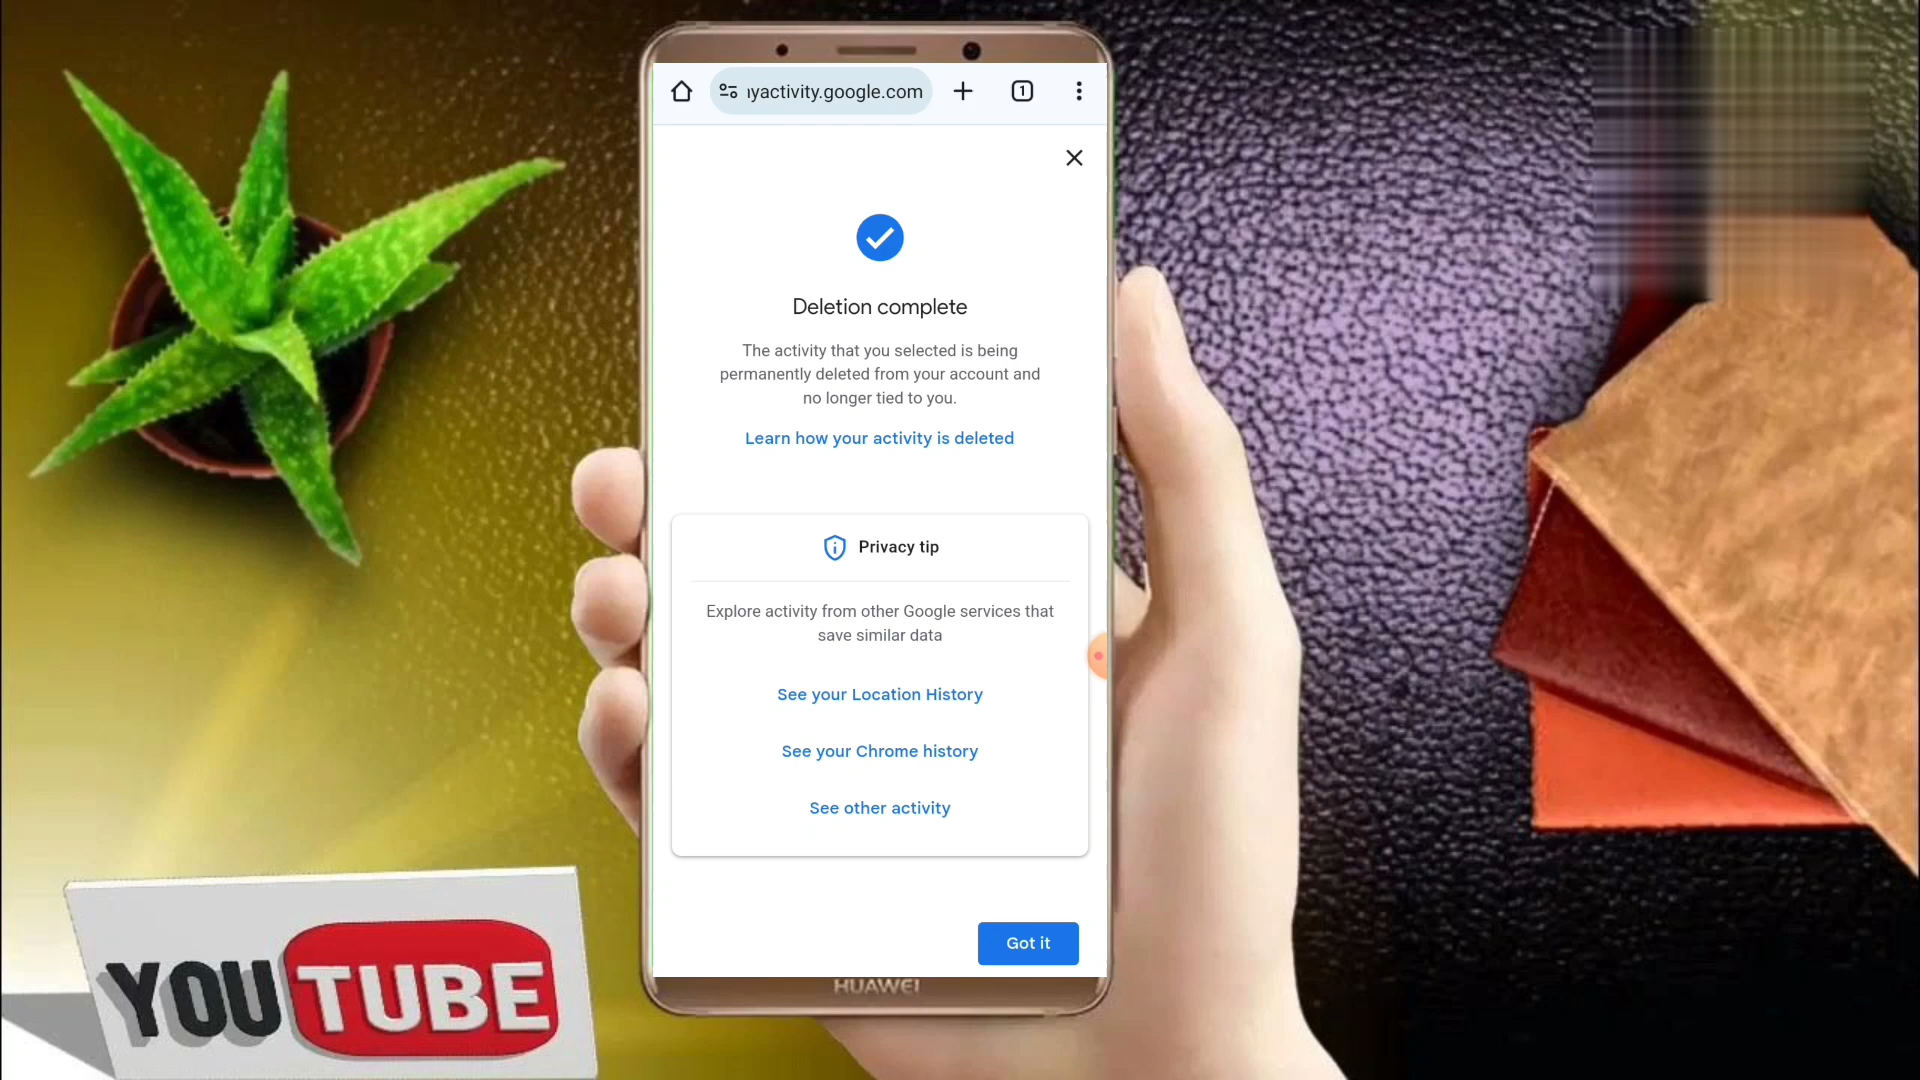 yactivity.google.com
1
Deletion complete
The activity that you selected is being
permanently deleted from your account and
no longer tied to you.
Learn how your activity is deleted
Privacy tip
Explore activity from other Google services that
save similar data
See your Location History
See your Chrome history
See other activity
Got it
HUAWEI
YOUTUBE